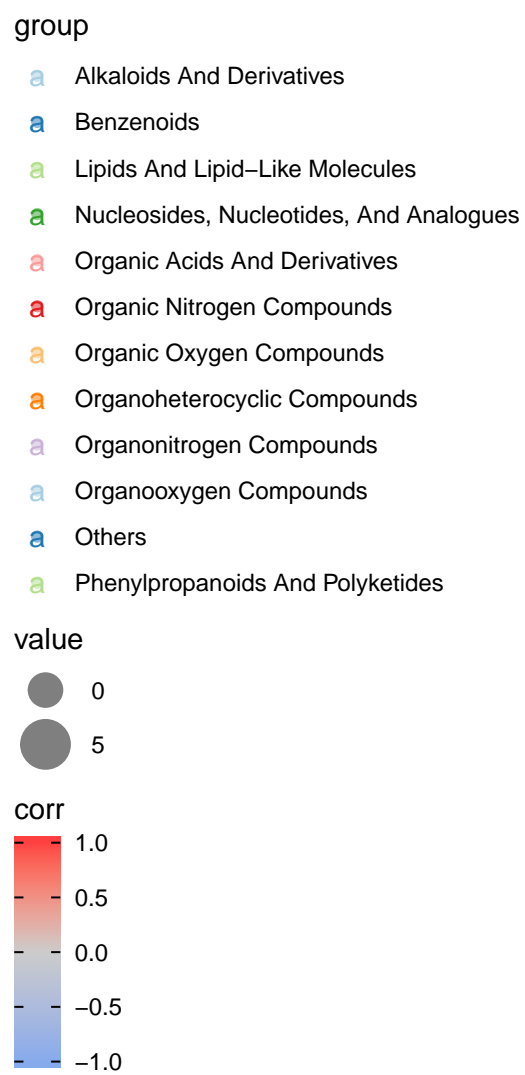 group
a Alkaloids And Derivatives
a Benzenoids
a Lipids And Lipid−Like Molecules
a Nucleosides, Nucleotides, And Analogues
a Organic Acids And Derivatives
a Organic Nitrogen Compounds
a Organic Oxygen Compounds
a Organoheterocyclic Compounds
a Organonitrogen Compounds
a Organooxygen Compounds
a Others
a Phenylpropanoids And Polyketides
value
0
5
corr
1.0
0.5
0.0
−0.5
−1.0